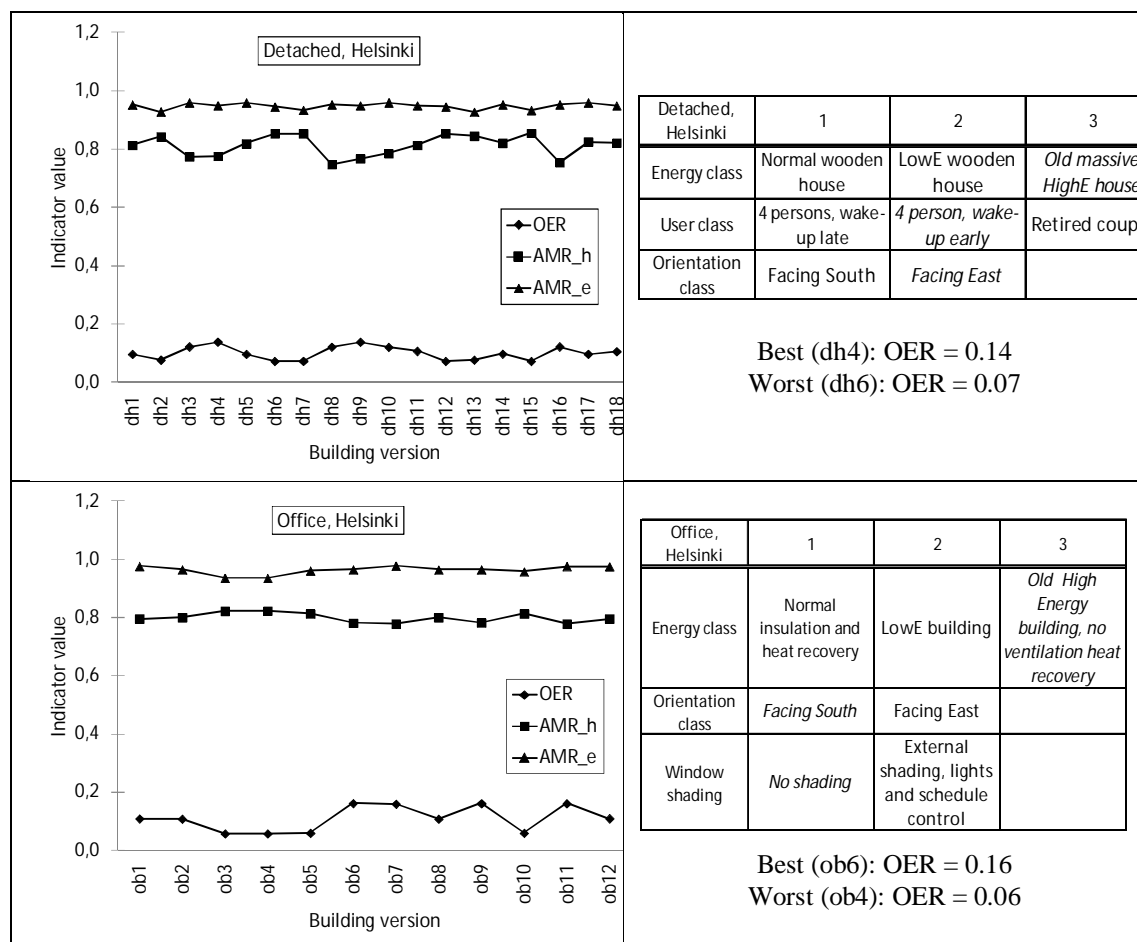 1,2
Detached, Helsinki
1,0
0,8
0,6
0,4
0,2
0,0
Indicator value
OER
AMR_h
AMR_e
dh1
dh2
dh3
dh4
dh5
dh6
dh7
dh8
dh9
dh10
dh11
dh12
dh13
dh14
dh15
dh16
dh17
dh18
Building version
Detached,
Helsinki
1
2
3
Energy class
Normal wooden
house
LowE wooden
house
Old massive
HighE house
User class
4 persons, wake-
up late
4 person, wake-
up early
Retired coup
Orientation
class
Facing South
Facing East
Best (dh4): OER = 0.14
Worst (dh6): OER = 0.07
1,2
Office, Helsinki
1,0
0,8
0,6
0,4
0,2
0,0
Indicator value
OER
AMR_h
AMR_e
ob1
ob2
ob3
ob4
ob5
ob6
ob7
ob8
ob9
ob10
ob11
ob12
Building version
Office,
Helsinki
1
2
3
Energy class
Normal
insulation and
heat recovery
LowE building
Old High
Energy
building, no
ventilation heat
recovery
Orientation
class
Facing South
Facing East
Window
shading
No shading
External
shading, lights
and schedule
control
Best (ob6): OER = 0.16
Worst (ob4): OER = 0.06